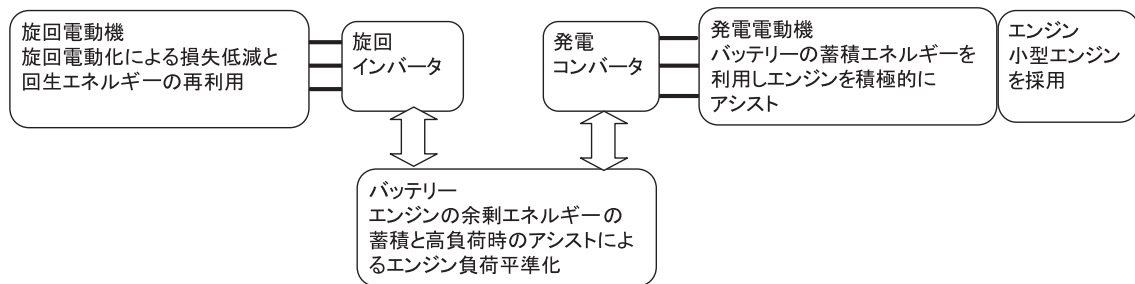 旋回電動機
旋回電動化による損失低減と
回生エネルギーの再利用
旋回
インバータ
発電
コンバータ
発電電動機
バッテリーの蓄積エネルギーを
利用しエンジンを積極的に
アシスト
エンジン
小型エンジン
を採用
バッテリー
エンジンの余剰エネルギーの
蓄積と高負荷時のアシストによ
るエンジン負荷平準化